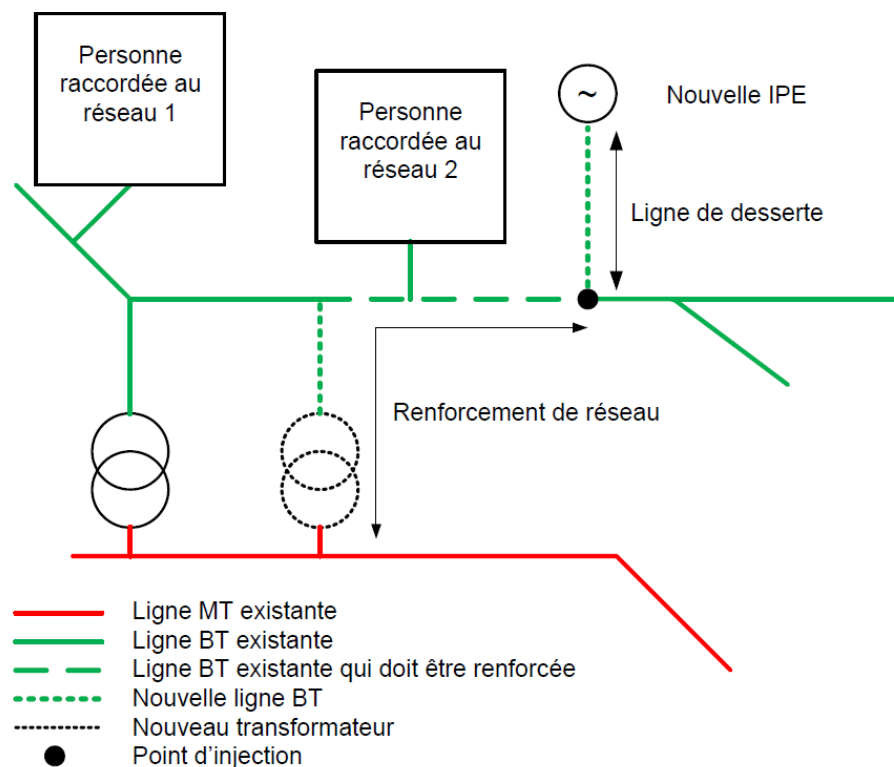 Personne
raccordée au
réseau 1
Personne
raccordée au
réseau 2
~
Nouvelle IPE
Ligne de desserte
Renforcement de réseau
Ligne MT existante
Ligne BT existante
Ligne BT existante qui doit être renforcée
Nouvelle ligne BT
Nouveau transformateur
Point d'injection